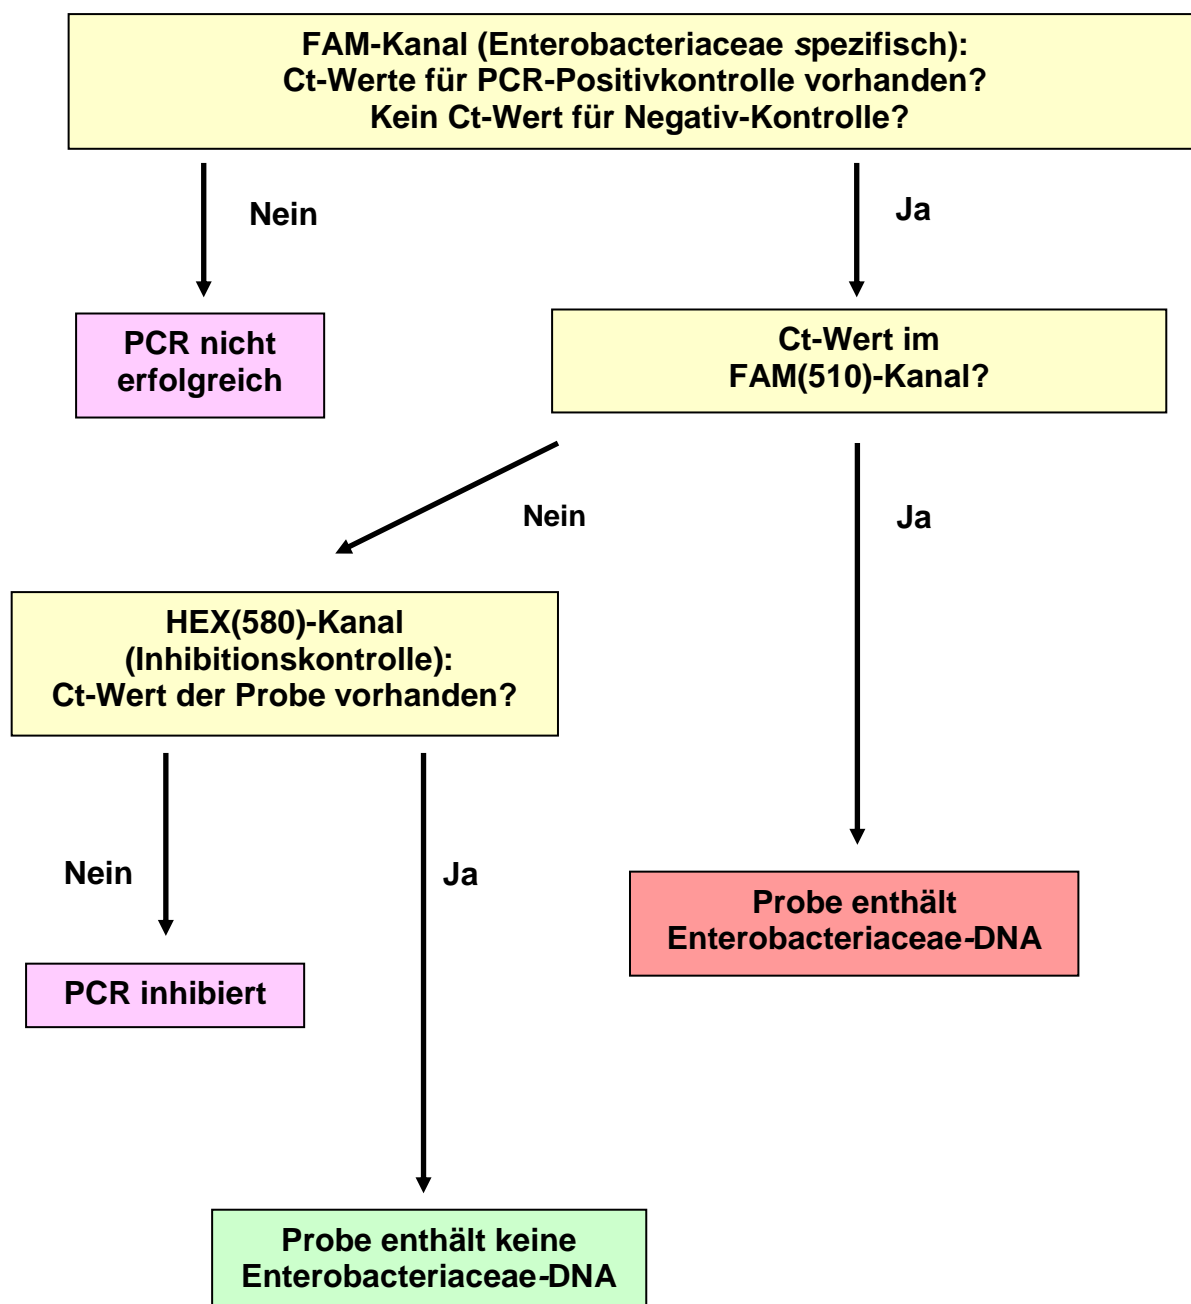 FAM-Kanal (Enterobacteriaceae spezifisch):
Ct-Werte für PCR-Positivkontrolle vorhanden?
Kein Ct-Wert für Negativ-Kontrolle?
Nein
Ja
PCR nicht
erfolgreich
Ct-Wert im
FAM(510)-Kanal?
Nein
Ja
HEX(580)-Kanal
(Inhibitionskontrolle):
Ct-Wert der Probe vorhanden?
Nein
Ja
Probe enthält
Enterobacteriaceae-DNA
PCR inhibiert
Probe enthält keine
Enterobacteriaceae-DNA